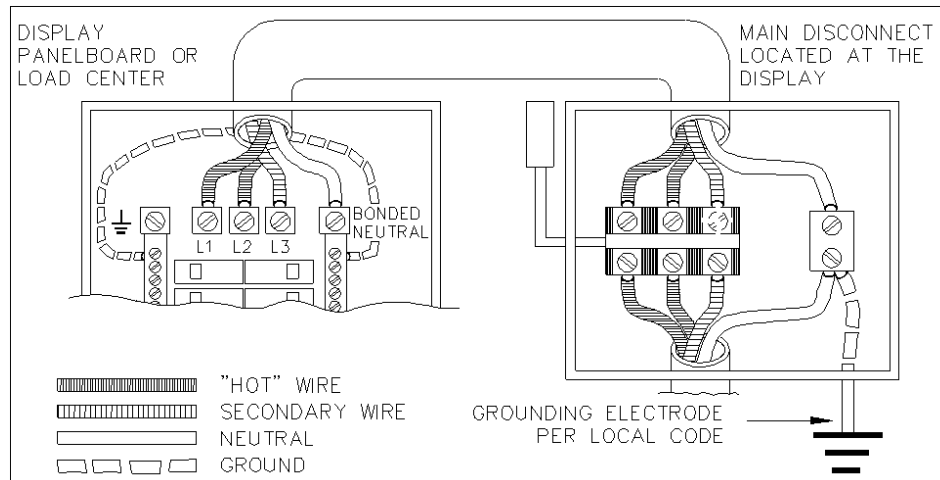 DISPLAY
PANELBOARD OR
LOAD CENTER
MAIN DISCONNECT
LOCATED AT THE
DISPLAY
L1 L2 L3
BONDED
NEUTRAL
"HOT" WIRE
SECONDARY WIRE
NEUTRAL
GROUND
GROUNDING ELECTRODE
PER LOCAL CODE